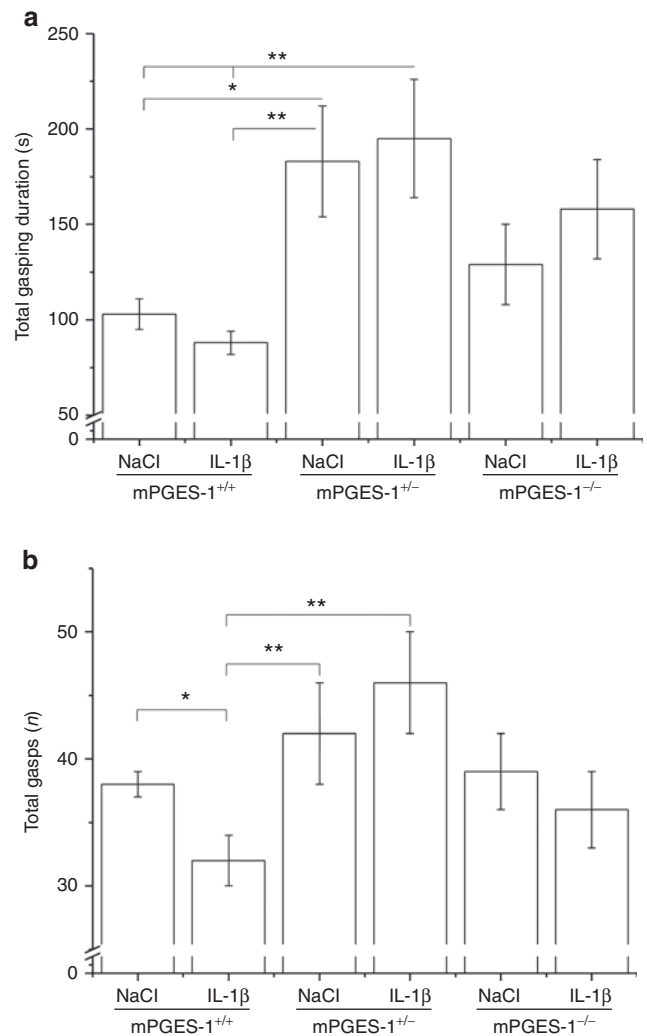 a
250
200
150
100
50
0
Total gasping duration (s)
**
*
**
NaCl IL-1β NaCl IL-1β NaCl IL-1β
mPGES-1+/+ mPGES-1+/– mPGES-1–/–
b
50
40
30
0
Total gasps (n)
**
**
*
NaCl IL-1β NaCl IL-1β NaCl IL-1β
mPGES-1+/+ mPGES-1+/– mPGES-1–/–